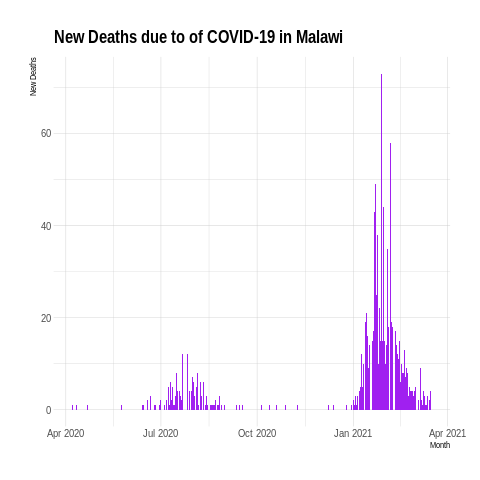 New Deaths due to of COVID-19 in Malawi
New Deaths
60
40
20
0
Apr 2020
Jul 2020
Oct 2020
Jan 2021
Apr 2021
Month